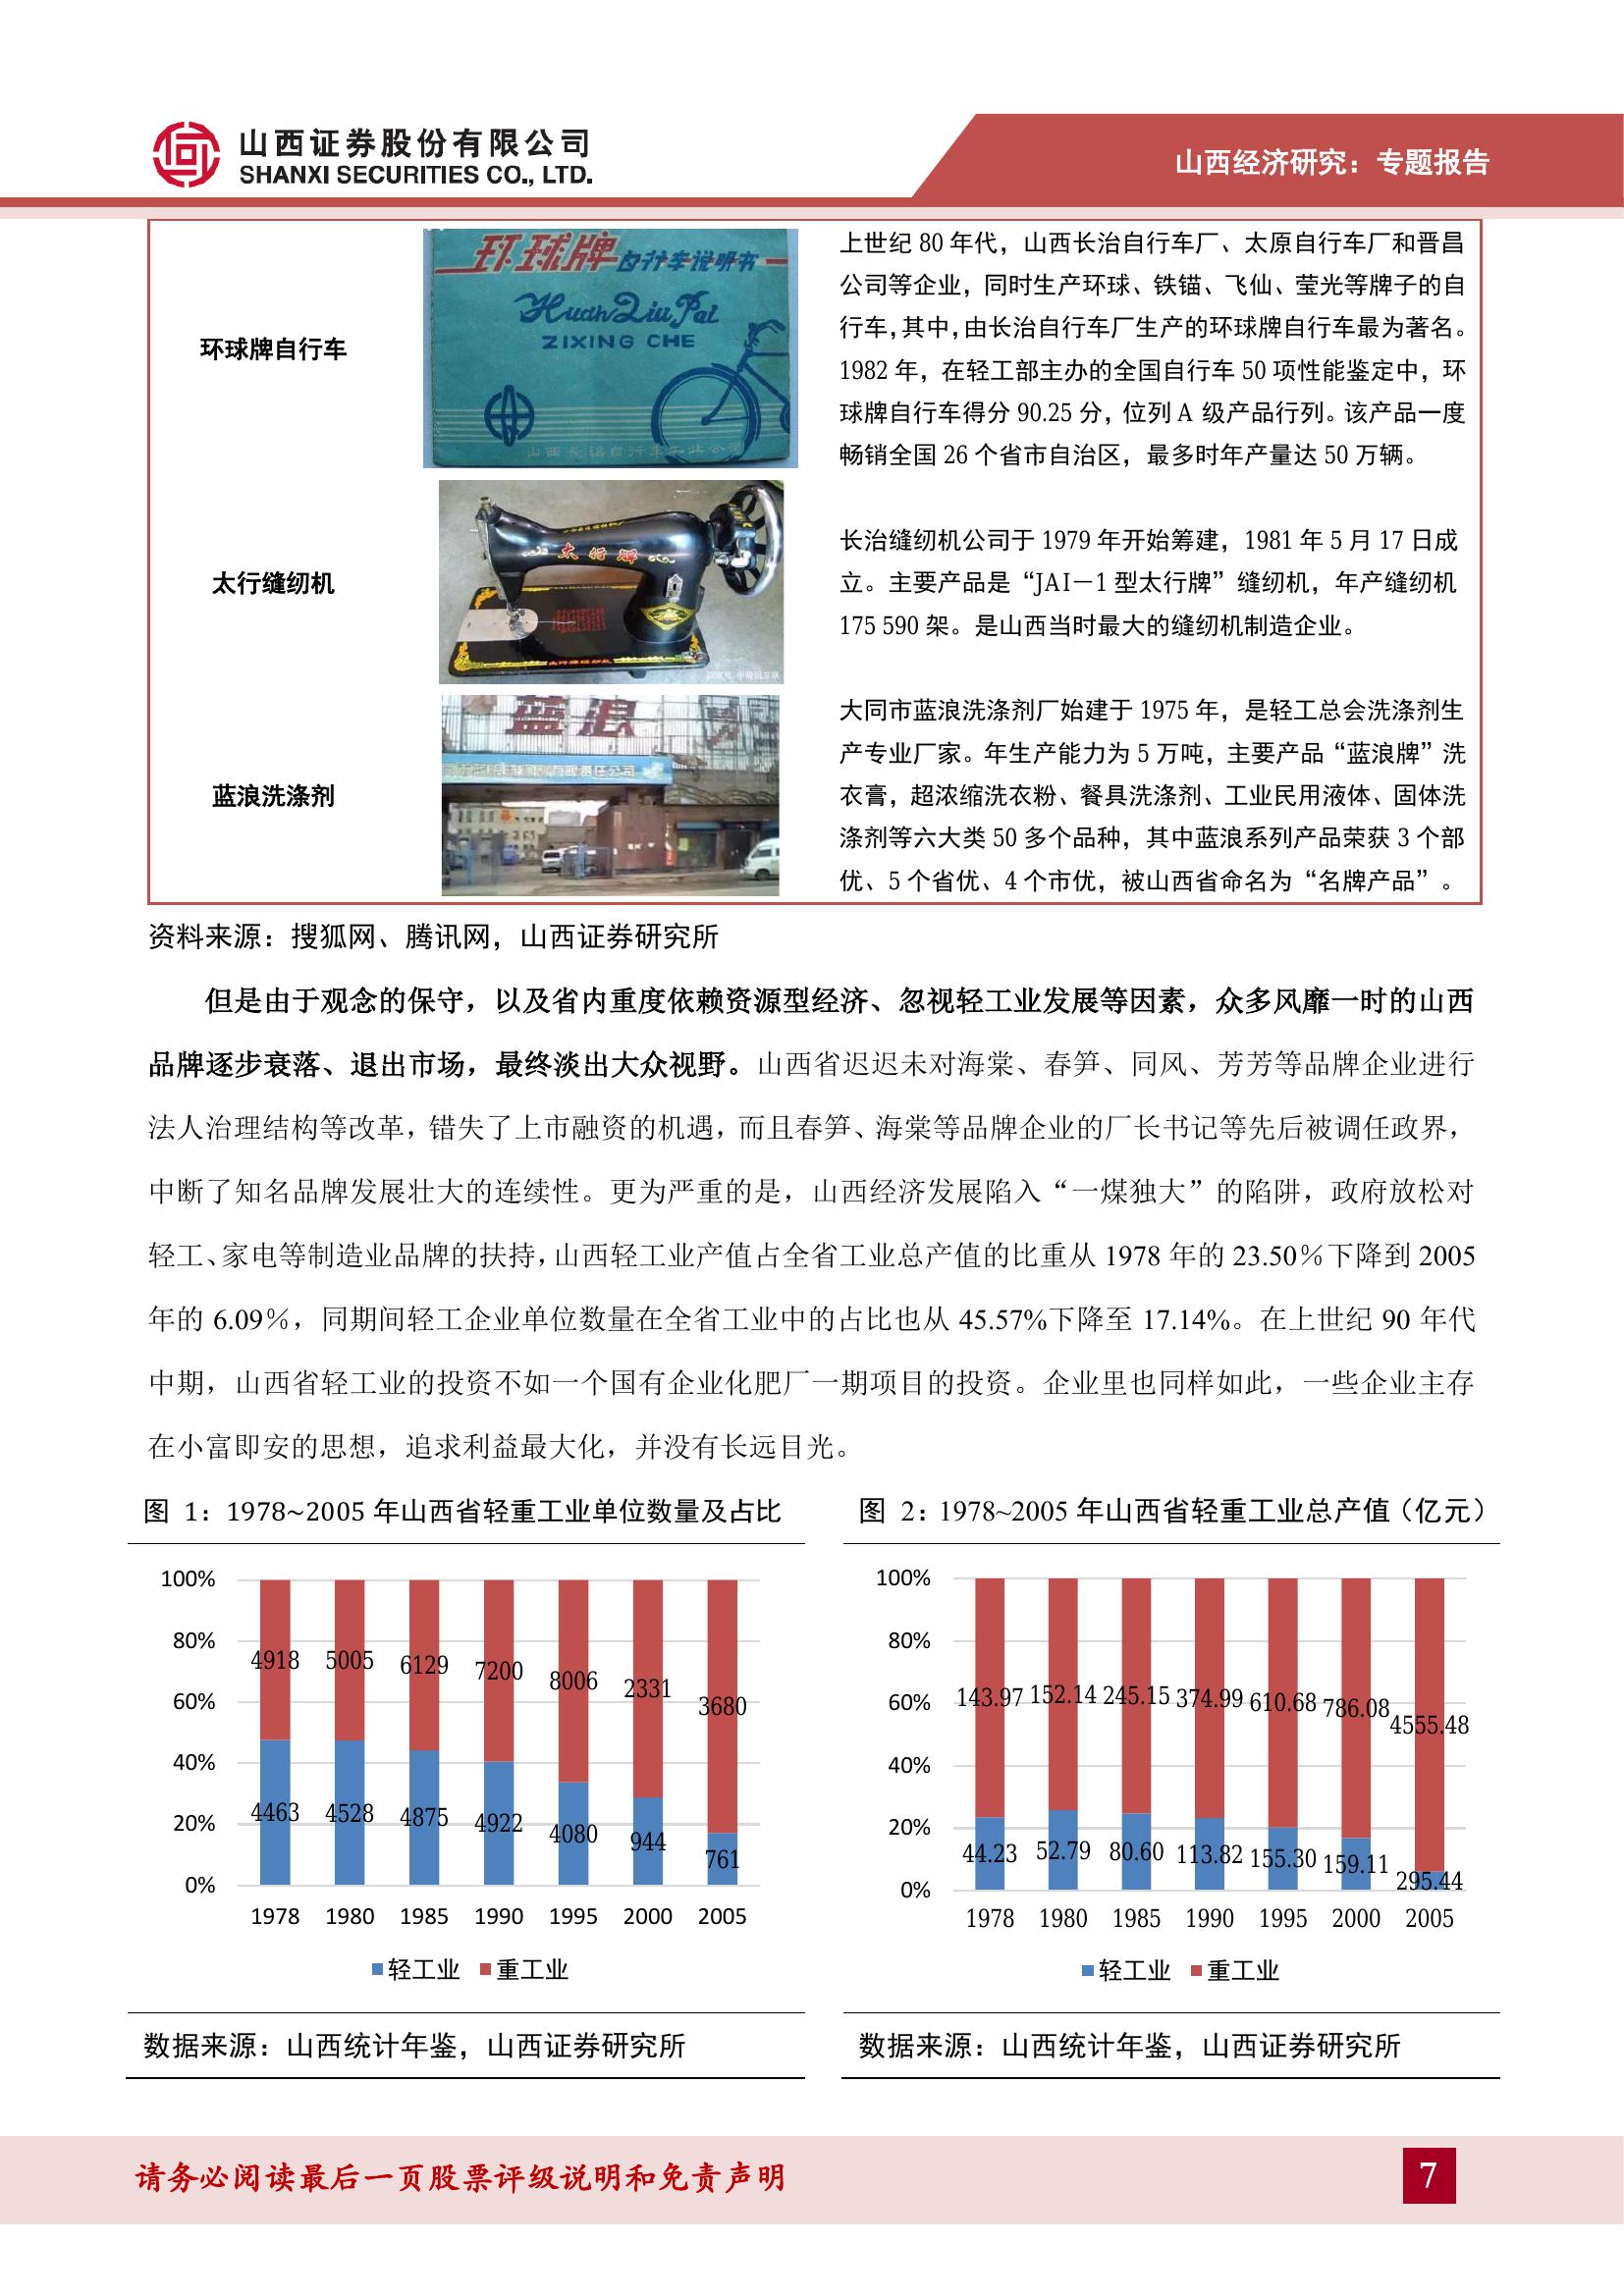 山西证券股份有限公司
SHANXI SECURITIES CO., LTD.
山西经济研究：专题报告
环球牌自行车
环球牌
自行车说明书
HuanQiu Pai
ZIXING CHE
上世纪 80 年代，山西长治自行车厂、太原自行车厂和晋昌
公司等企业，同时生产环球、铁锚、飞仙、莹光等牌子的自
行车，其中，由长治自行车厂生产的环球牌自行车最为著名。
1982 年，在轻工部主办的全国自行车 50 项性能鉴定中，环
球牌自行车得分 90.25 分，位列 A 级产品行列。该产品一度
畅销全国 26 个省市自治区，最多时年产量达 50 万辆。
太行缝纫机
太行牌
长治缝纫机公司于 1979 年开始筹建，1981 年 5 月 17 日成
立。主要产品是“JAI－1 型太行牌”缝纫机，年产缝纫机
175 590 架。是山西当时最大的缝纫机制造企业。
蓝浪洗涤剂
蓝浪
有限责任公司
大同市蓝浪洗涤剂厂始建于 1975 年，是轻工总会洗涤剂生
产专业厂家。年生产能力为 5 万吨，主要产品“蓝浪牌”洗
衣膏，超浓缩洗衣粉、餐具洗涤剂、工业民用液体、固体洗
涤剂等六大类 50 多个品种，其中蓝浪系列产品荣获 3 个部
优、5 个省优、4 个市优，被山西省命名为“名牌产品”。
资料来源：搜狐网、腾讯网，山西证券研究所
但是由于观念的保守，以及省内重度依赖资源型经济、忽视轻工业发展等因素，众多风靡一时的山西
品牌逐步衰落、退出市场，最终淡出大众视野。山西省迟迟未对海棠、春笋、同风、芳芳等品牌企业进行
法人治理结构等改革，错失了上市融资的机遇，而且春笋、海棠等品牌企业的厂长书记等先后被调任政界，
中断了知名品牌发展壮大的连续性。更为严重的是，山西经济发展陷入“一煤独大”的陷阱，政府放松对
轻工、家电等制造业品牌的扶持，山西轻工业产值占全省工业总产值的比重从 1978 年的 23.50％下降到 2005
年的 6.09％，同期间轻工企业单位数量在全省工业中的占比也从 45.57%下降至 17.14%。在上世纪 90 年代
中期，山西省轻工业的投资不如一个国有企业化肥厂一期项目的投资。企业里也同样如此，一些企业主存
在小富即安的思想，追求利益最大化，并没有长远目光。
图 1：1978~2005 年山西省轻重工业单位数量及占比
100%
80%
60%
40%
20%
0%
4918 5005 6129 7200 8006 2331 3680
4463 4528 4875 4922 4080 944 761
1978 1980 1985 1990 1995 2000 2005
轻工业 重工业
数据来源：山西统计年鉴，山西证券研究所
图 2：1978~2005 年山西省轻重工业总产值（亿元）
100%
80%
60%
40%
20%
0%
143.97 152.14 245.15 374.99 610.68 786.08 4555.48
44.23 52.79 80.60 113.82 155.30 159.11 295.44
1978 1980 1985 1990 1995 2000 2005
轻工业 重工业
数据来源：山西统计年鉴，山西证券研究所
请务必阅读最后一页股票评级说明和免责声明
7